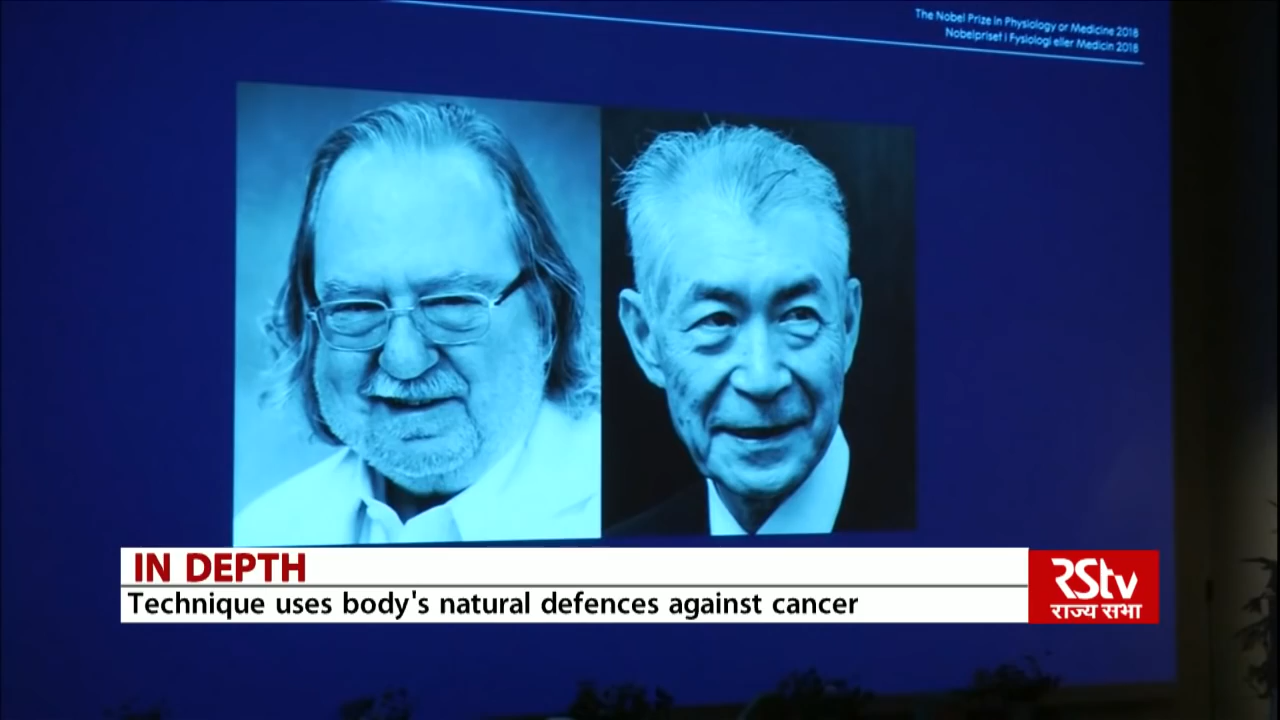 The Nobel Prize in Physiology or Medicine 2018
Nobelpriset i Fysiologi eller Medicin 2018
IN DEPTH
Technique uses body's natural defences against cancer
RStv
राज्य सभा